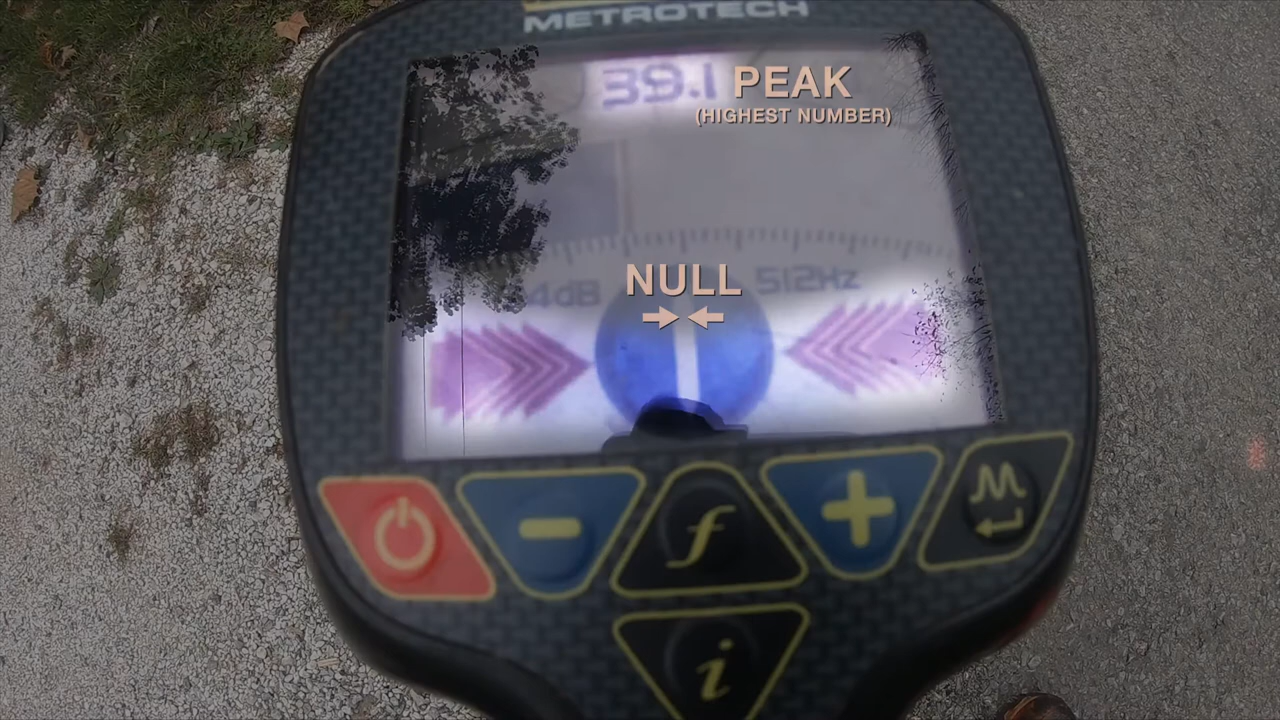 METROTECH
39.1 PEAK
(HIGHEST NUMBER)
NULL
4dB 512Hz
f
i